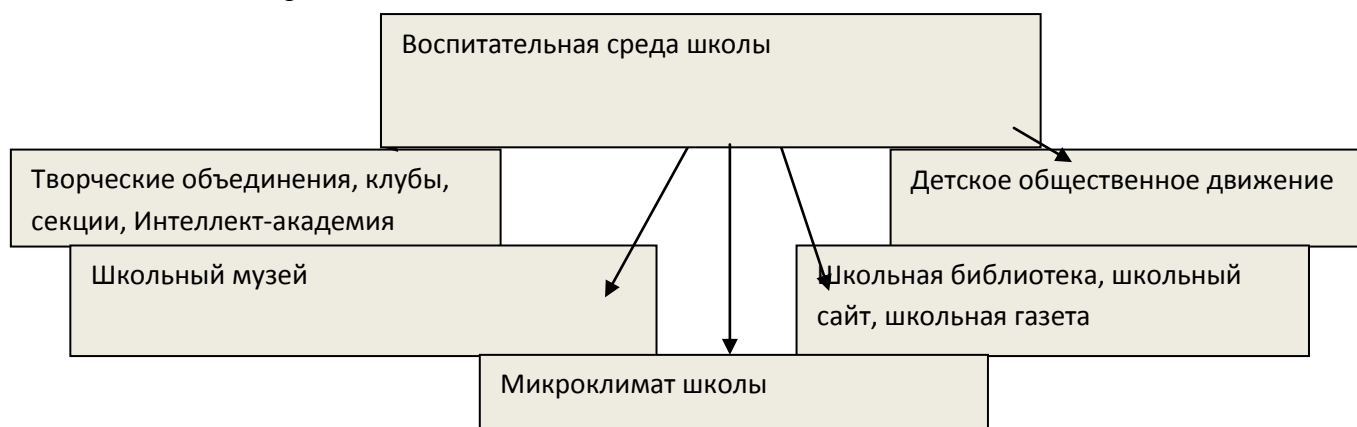 Воспитательная среда школы
Творческие объединения, клубы,
секции, Интеллект-академия
Детское общественное движение
Школьный музей
Школьная библиотека, школьный
сайт, школьная газета
Микроклимат школы